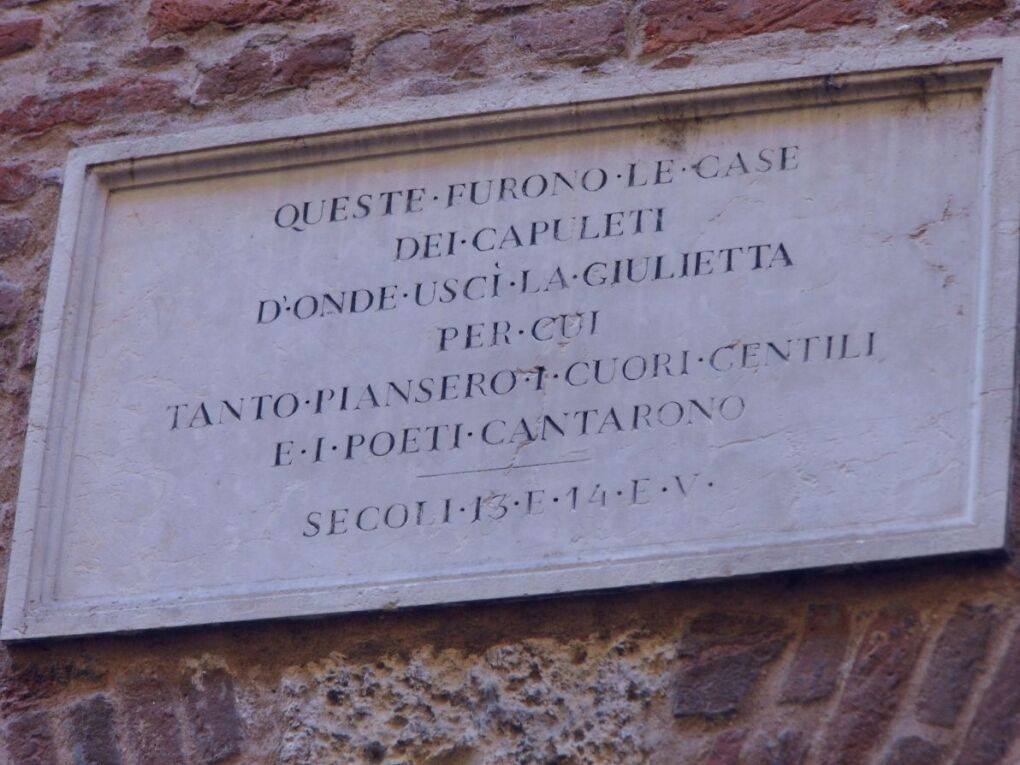 QUESTE·FURONO·LE·CASE
DEI·CAPULETI
D'ONDE·USCÌ·LA·GIULIETTA
PER·CUI
TANTO·PIANSERO·I·CUORI·GENTILI
E·I·POETI·CANTARONO
SECOLI·13·E·14·E·V·